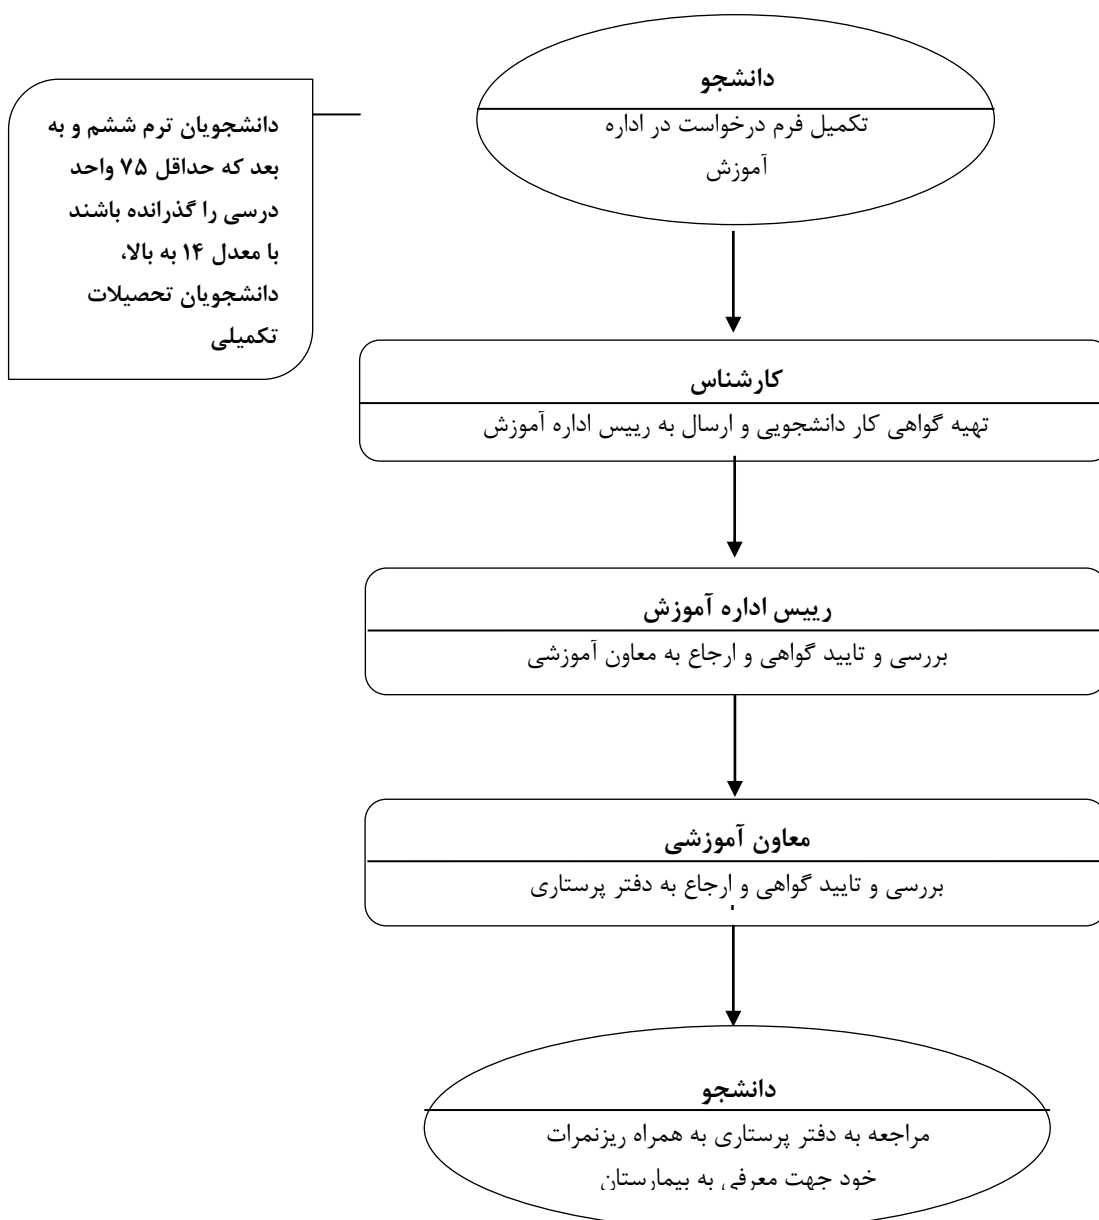 دانشجو
تکمیل فرم درخواست در اداره
آموزش
دانشجویان ترم ششم و به
بعد که حداقل ۷۵ واحد
درسی را گذرانده باشند
با معدل ۱۴ به بالا،
دانشجویان تحصیلات
تکمیلی
کارشناس
تهیه گواهی کار دانشجویی و ارسال به رییس اداره آموزش
رییس اداره آموزش
بررسی و تایید گواهی و ارجاع به معاون آموزشی
معاون آموزشی
بررسی و تایید گواهی و ارجاع به دفتر پرستاری
دانشجو
مراجعه به دفتر پرستاری به همراه ریزنمرات
خود جهت معرفی به بیمارستان